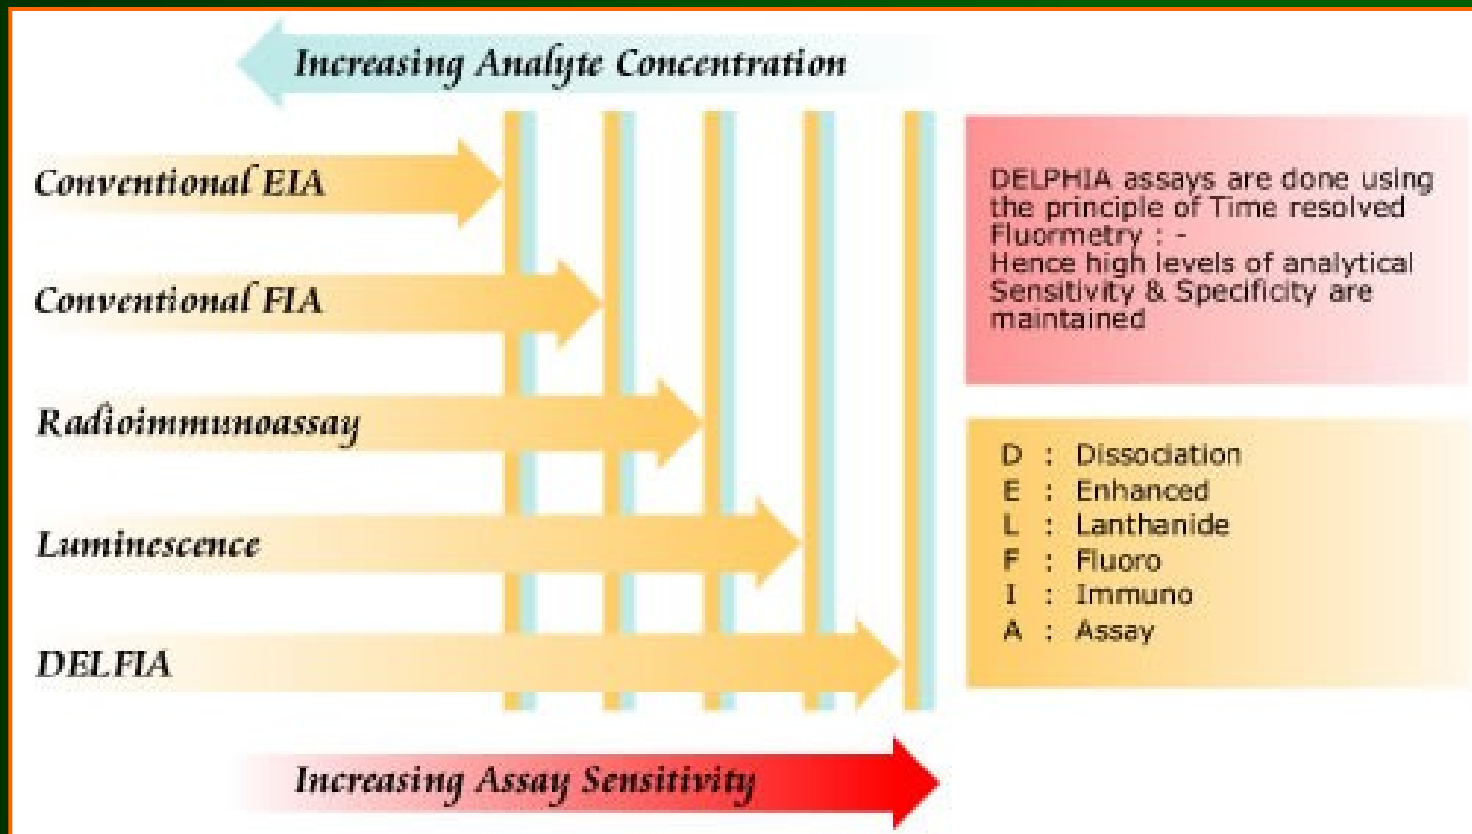 Increasing Analyte Concentration
Conventional EIA
Conventional FIA
Radioimmunoassay
Luminescence
DELFIA
Increasing Assay Sensitivity
DELPHIA assays are done using
the principle of Time resolved
Fluormetry : -
Hence high levels of analytical
Sensitivity & Specificity are
maintained
D : Dissociation
E : Enhanced
L : Lanthanide
F : Fluoro
I : Immuno
A : Assay